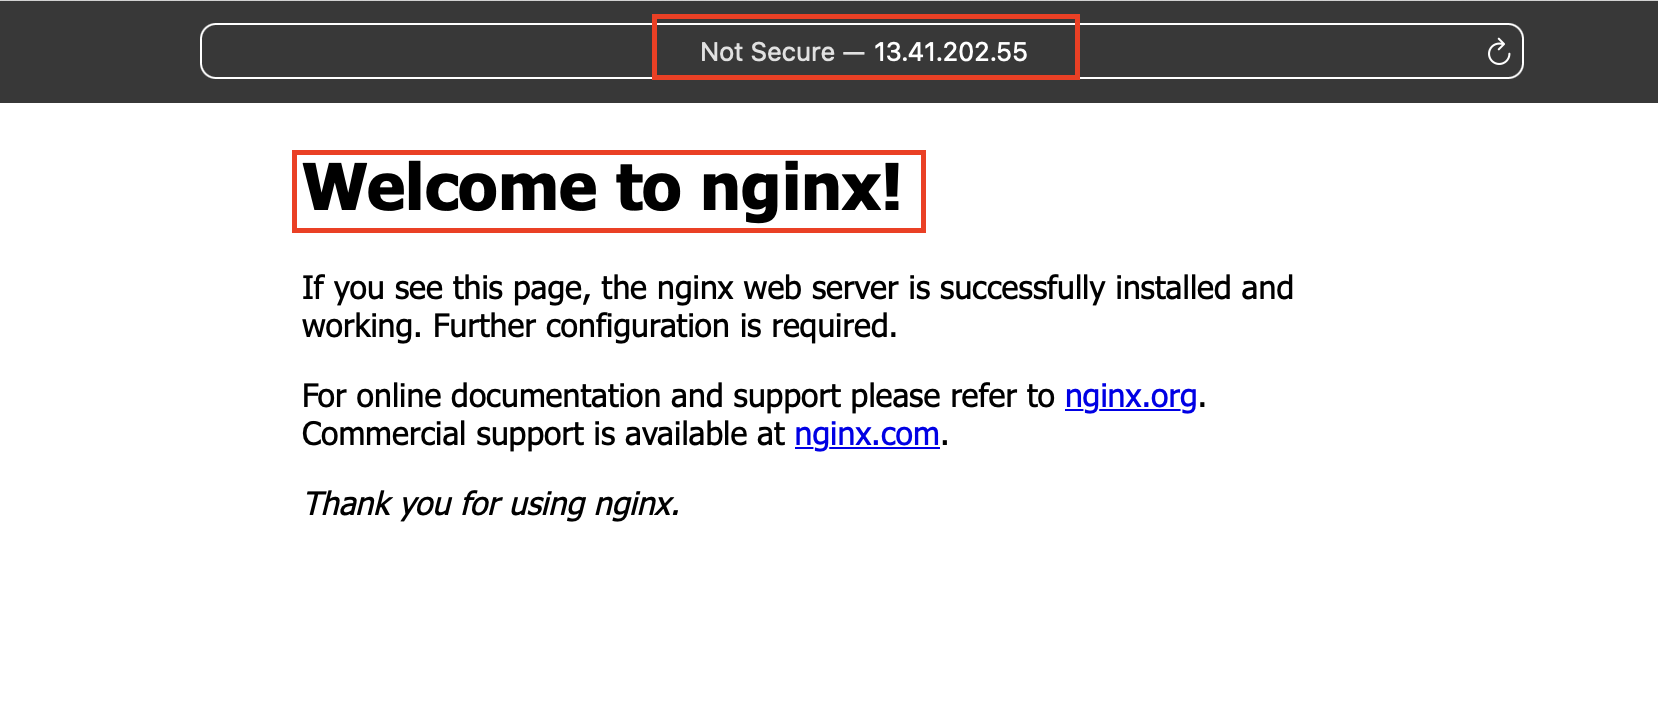 Not Secure — 13.41.202.55
Welcome to nginx!
If you see this page, the nginx web server is successfully installed and
working. Further configuration is required.
For online documentation and support please refer to nginx.org.
Commercial support is available at nginx.com.
Thank you for using nginx.